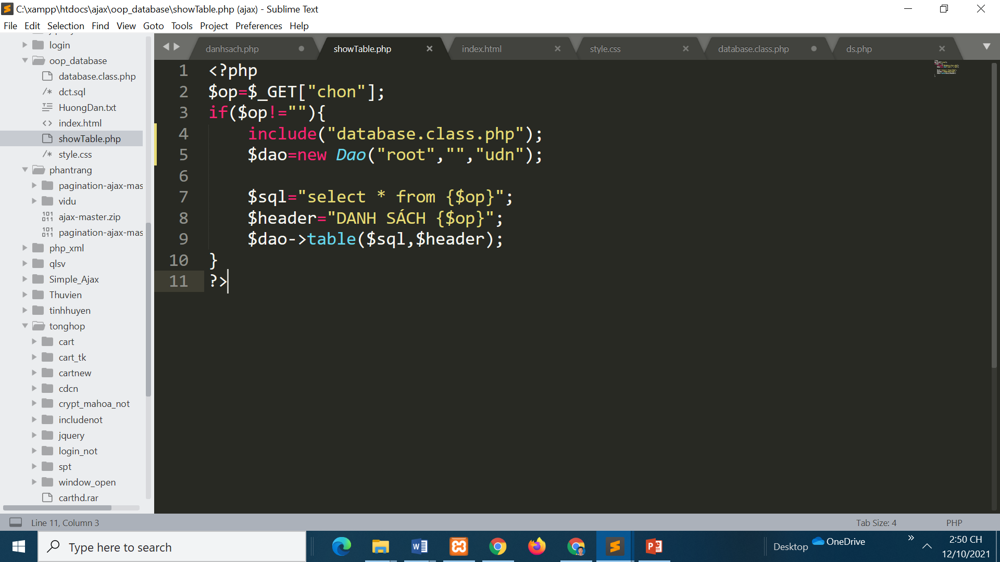 C:\xampp\htdocs\ajax\oop_database\showTable.php (ajax) - Sublime Text
File Edit Selection Find View Goto Tools Project Preferences Help
login
oop_database
database.class.php
/* dct.sql
HuongDan.txt
<> index.html
showTable.php
/* style.css
phantrang
pagination-ajax-mas
vidu
ajax-master.zip
pagination-ajax-mas
php_xml
qlsv
Simple_Ajax
Thuvien
tinhhuyen
tonghop
cart
cart_tk
cartnew
cdcn
crypt_mahoa_not
includenot
jquery
login_not
spt
window_open
carthd.rar
danhsach.php showTable.php index.html style.css database.class.php ds.php
1 <?php
2 $op=$_GET["chon"];
3 if($op!=""){
4 include("database.class.php");
5 $dao=new Dao("root","","udn");
6
7 $sql="select * from {$op}";
8 $header="DANH SÁCH {$op}";
9 $dao->table($sql,$header);
10 }
11 ?>
Line 11, Column 3 Tab Size: 4 PHP
Type here to search
Desktop OneDrive
2:50 CH
12/10/2021